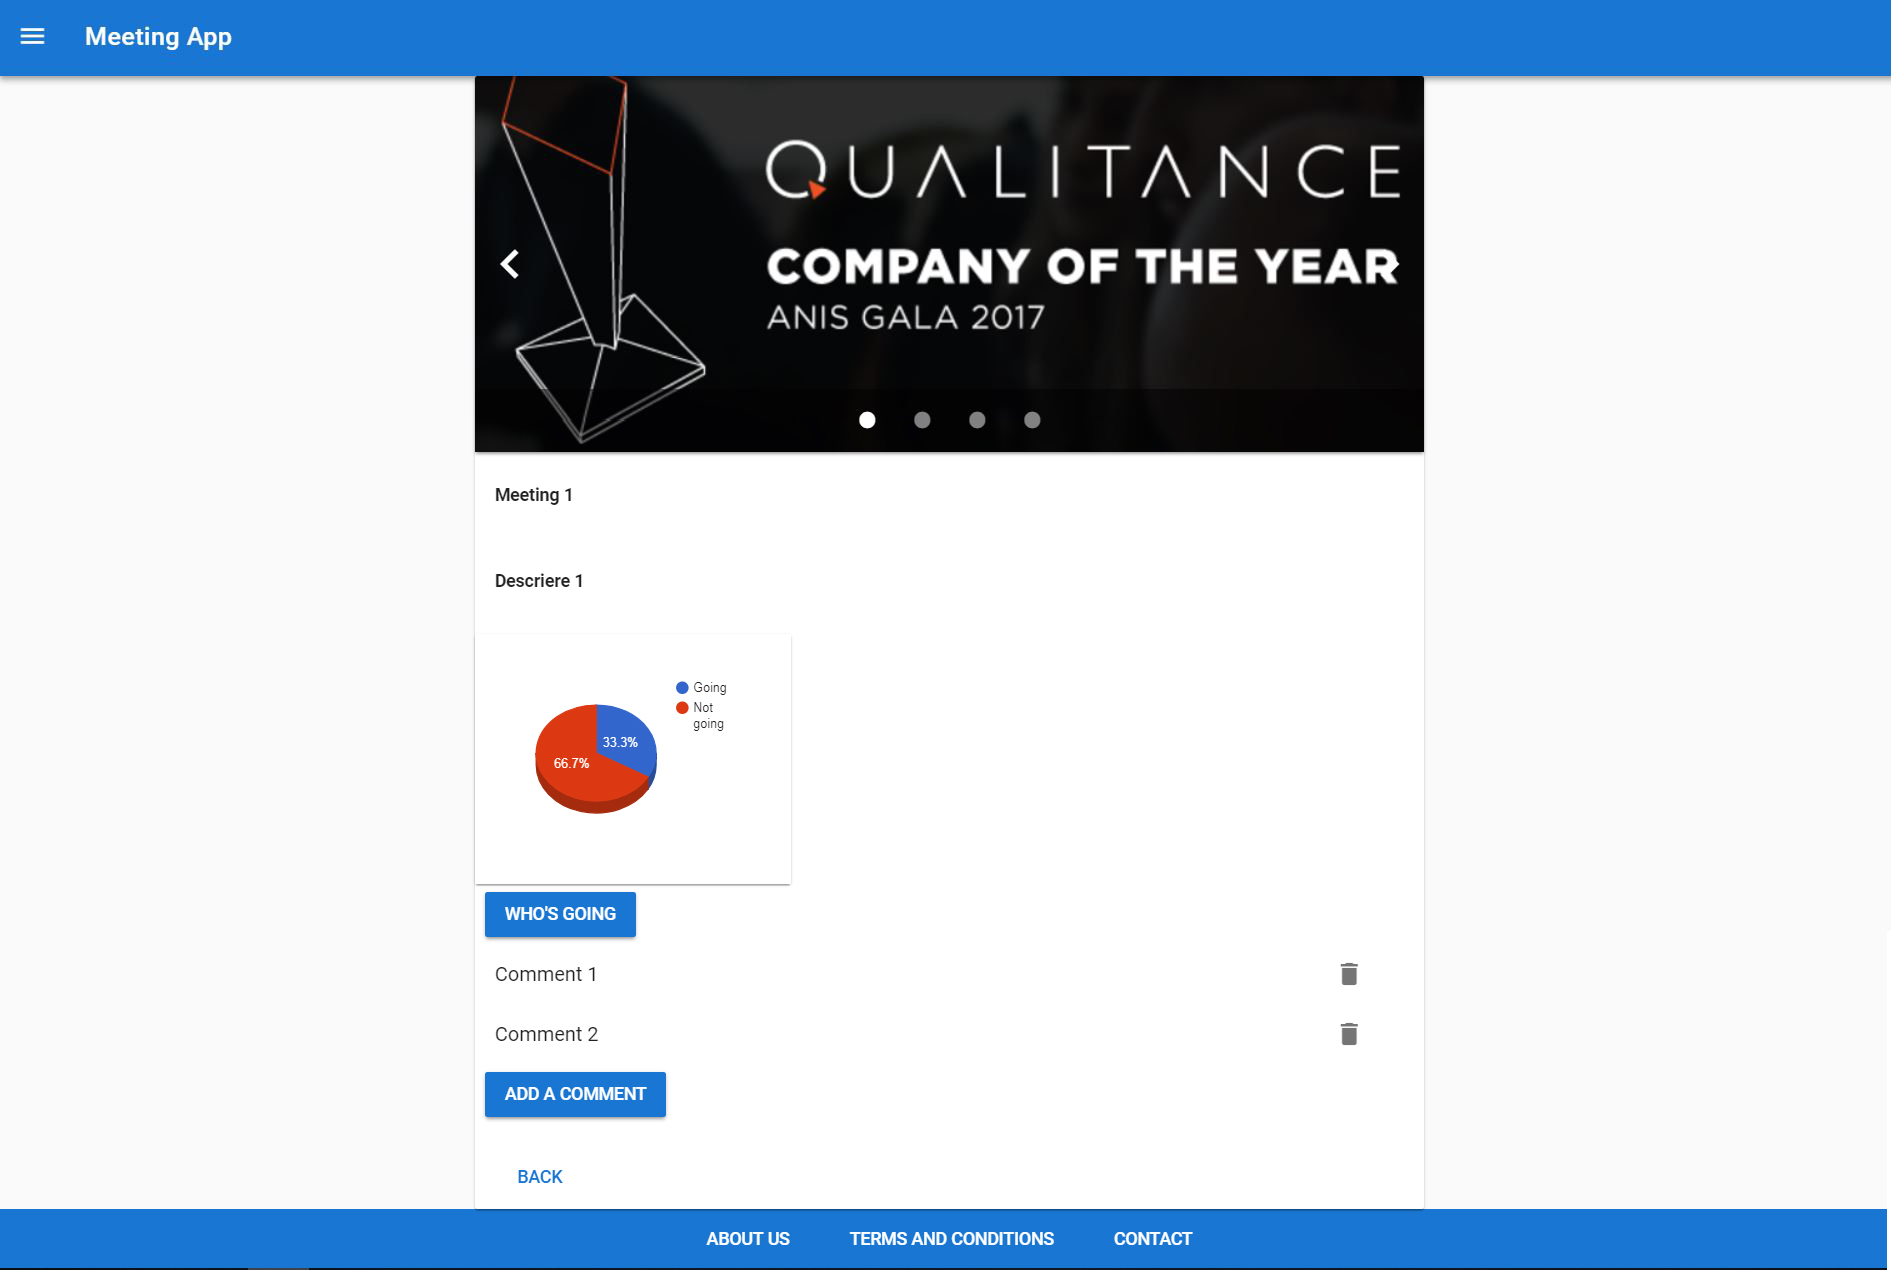 Meeting App
QUALITANCE
COMPANY OF THE YEAR
ANIS GALA 2017
Meeting 1
Descriere 1
Going
Not
going
33.3%
66.7%
WHO'S GOING
Comment 1
Comment 2
ADD A COMMENT
BACK
ABOUT US TERMS AND CONDITIONS CONTACT